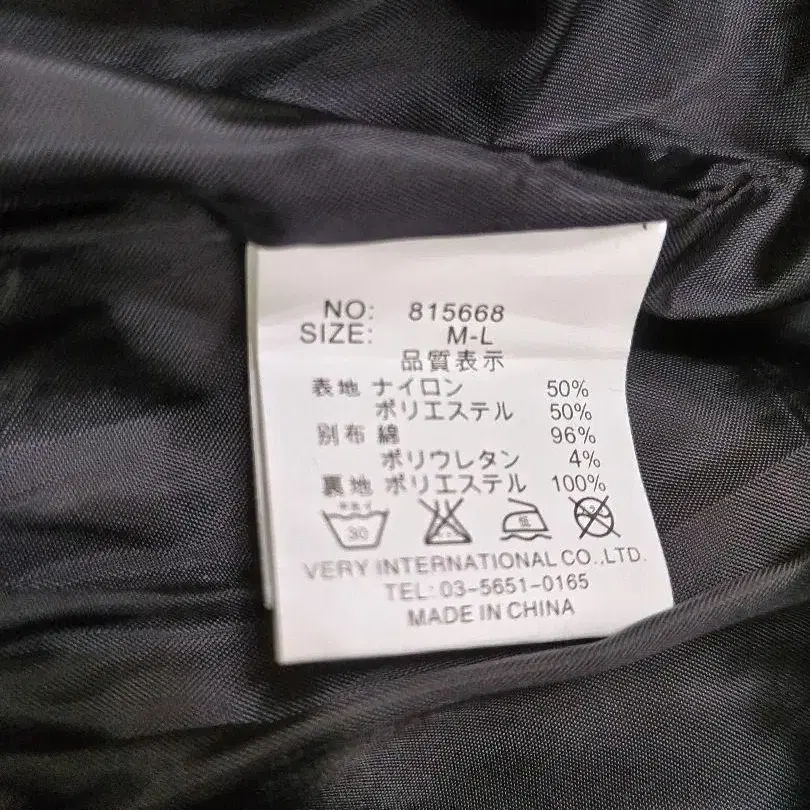 NO: 815668
SIZE: M-L
品質表示
表地 ナイロン 50%
ポリエステル 50%
別布 綿 96%
ポリウレタン 4%
裏地 ポリエステル 100%
30 低
VERY INTERNATIONAL CO.,LTD.
TEL: 03-5651-0165
MADE IN CHINA